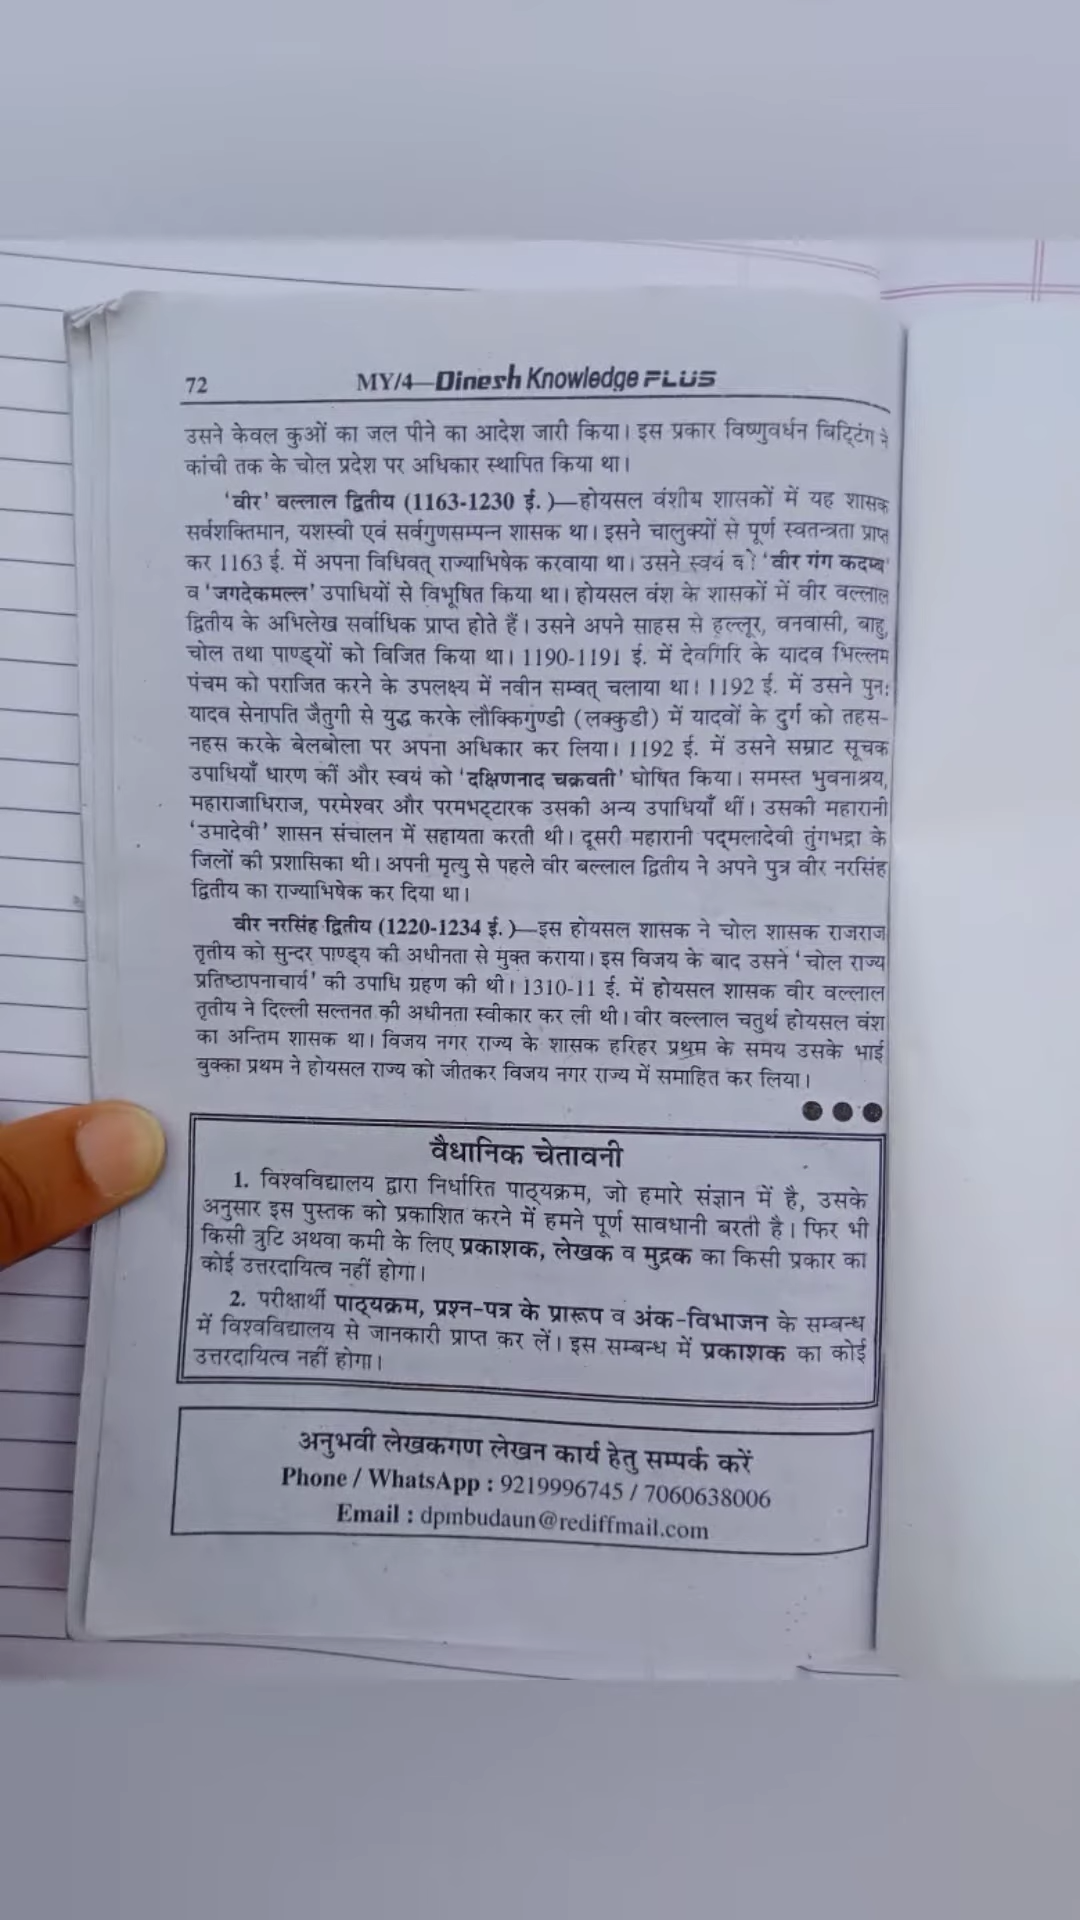 72
MY/4—Dinesh Knowledge PLUS
उसने केवल कुओं का जल पीने का आदेश जारी किया। इस प्रकार विष्णुवर्धन बिट्टिंग ने
कांची तक के चोल प्रदेश पर अधिकार स्थापित किया था।
'वीर' वल्लाल द्वितीय (1163-1230 ई.)—होयसल वंशीय शासकों में यह शासक
सर्वशक्तिमान, यशस्वी एवं सर्वगुणसम्पन्न शासक था। इसने चालुक्यों से पूर्ण स्वतन्त्रता प्राप्त
कर 1163 ई. में अपना विधिवत् राज्याभिषेक करवाया था। उसने स्वयं को 'वीर गंग कदम्ब'
व 'जगदेकमल्ल' उपाधियों से विभूषित किया था। होयसल वंश के शासकों में वीर वल्लाल
द्वितीय के अभिलेख सर्वाधिक प्राप्त होते हैं। उसने अपने साहस से हल्लूर, वनवासी, बाहु,
चोल तथा पाण्ड्यों को विजित किया था। 1190-1191 ई. में देवगिरि के यादव भिल्लम
पंचम को पराजित करने के उपलक्ष्य में नवीन सम्वत् चलाया था। 1192 ई. में उसने पुनः
यादव सेनापति जैतुगी से युद्ध करके लौक्किगुण्डी (लक्कुडी) में यादवों के दुर्ग को तहस-
नहस करके बेलबोला पर अपना अधिकार कर लिया। 1192 ई. में उसने सम्राट सूचक
उपाधियाँ धारण कीं और स्वयं को 'दक्षिणनाद चक्रवती' घोषित किया। समस्त भुवनाश्रय,
महाराजाधिराज, परमेश्वर और परमभट्टारक उसकी अन्य उपाधियाँ थीं। उसकी महारानी
'उमादेवी' शासन संचालन में सहायता करती थी। दूसरी महारानी पद्मलादेवी तुंगभद्रा के
जिलों की प्रशासिका थी। अपनी मृत्यु से पहले वीर बल्लाल द्वितीय ने अपने पुत्र वीर नरसिंह
द्वितीय का राज्याभिषेक कर दिया था।
वीर नरसिंह द्वितीय (1220-1234 ई.)—इस होयसल शासक ने चोल शासक राजराज
तृतीय को सुन्दर पाण्ड्य की अधीनता से मुक्त कराया। इस विजय के बाद उसने 'चोल राज्य
प्रतिष्ठापनाचार्य' की उपाधि ग्रहण की थी। 1310-11 ई. में होयसल शासक वीर वल्लाल
तृतीय ने दिल्ली सल्तनत की अधीनता स्वीकार कर ली थी। वीर वल्लाल चतुर्थ होयसल वंश
का अन्तिम शासक था। विजय नगर राज्य के शासक हरिहर प्रथम के समय उसके भाई
बुक्का प्रथम ने होयसल राज्य को जीतकर विजय नगर राज्य में समाहित कर लिया।
वैधानिक चेतावनी
1. विश्वविद्यालय द्वारा निर्धारित पाठ्यक्रम, जो हमारे संज्ञान में है, उसके
अनुसार इस पुस्तक को प्रकाशित करने में हमने पूर्ण सावधानी बरती है। फिर भी
किसी त्रुटि अथवा कमी के लिए प्रकाशक, लेखक व मुद्रक का किसी प्रकार का
कोई उत्तरदायित्व नहीं होगा।
2. परीक्षार्थी पाठ्यक्रम, प्रश्न-पत्र के प्रारूप व अंक-विभाजन के सम्बन्ध
में विश्वविद्यालय से जानकारी प्राप्त कर लें। इस सम्बन्ध में प्रकाशक का कोई
उत्तरदायित्व नहीं होगा।
अनुभवी लेखकगण लेखन कार्य हेतु सम्पर्क करें
Phone / WhatsApp : 9219996745 / 7060638006
Email : dpmbudaun@rediffmail.com